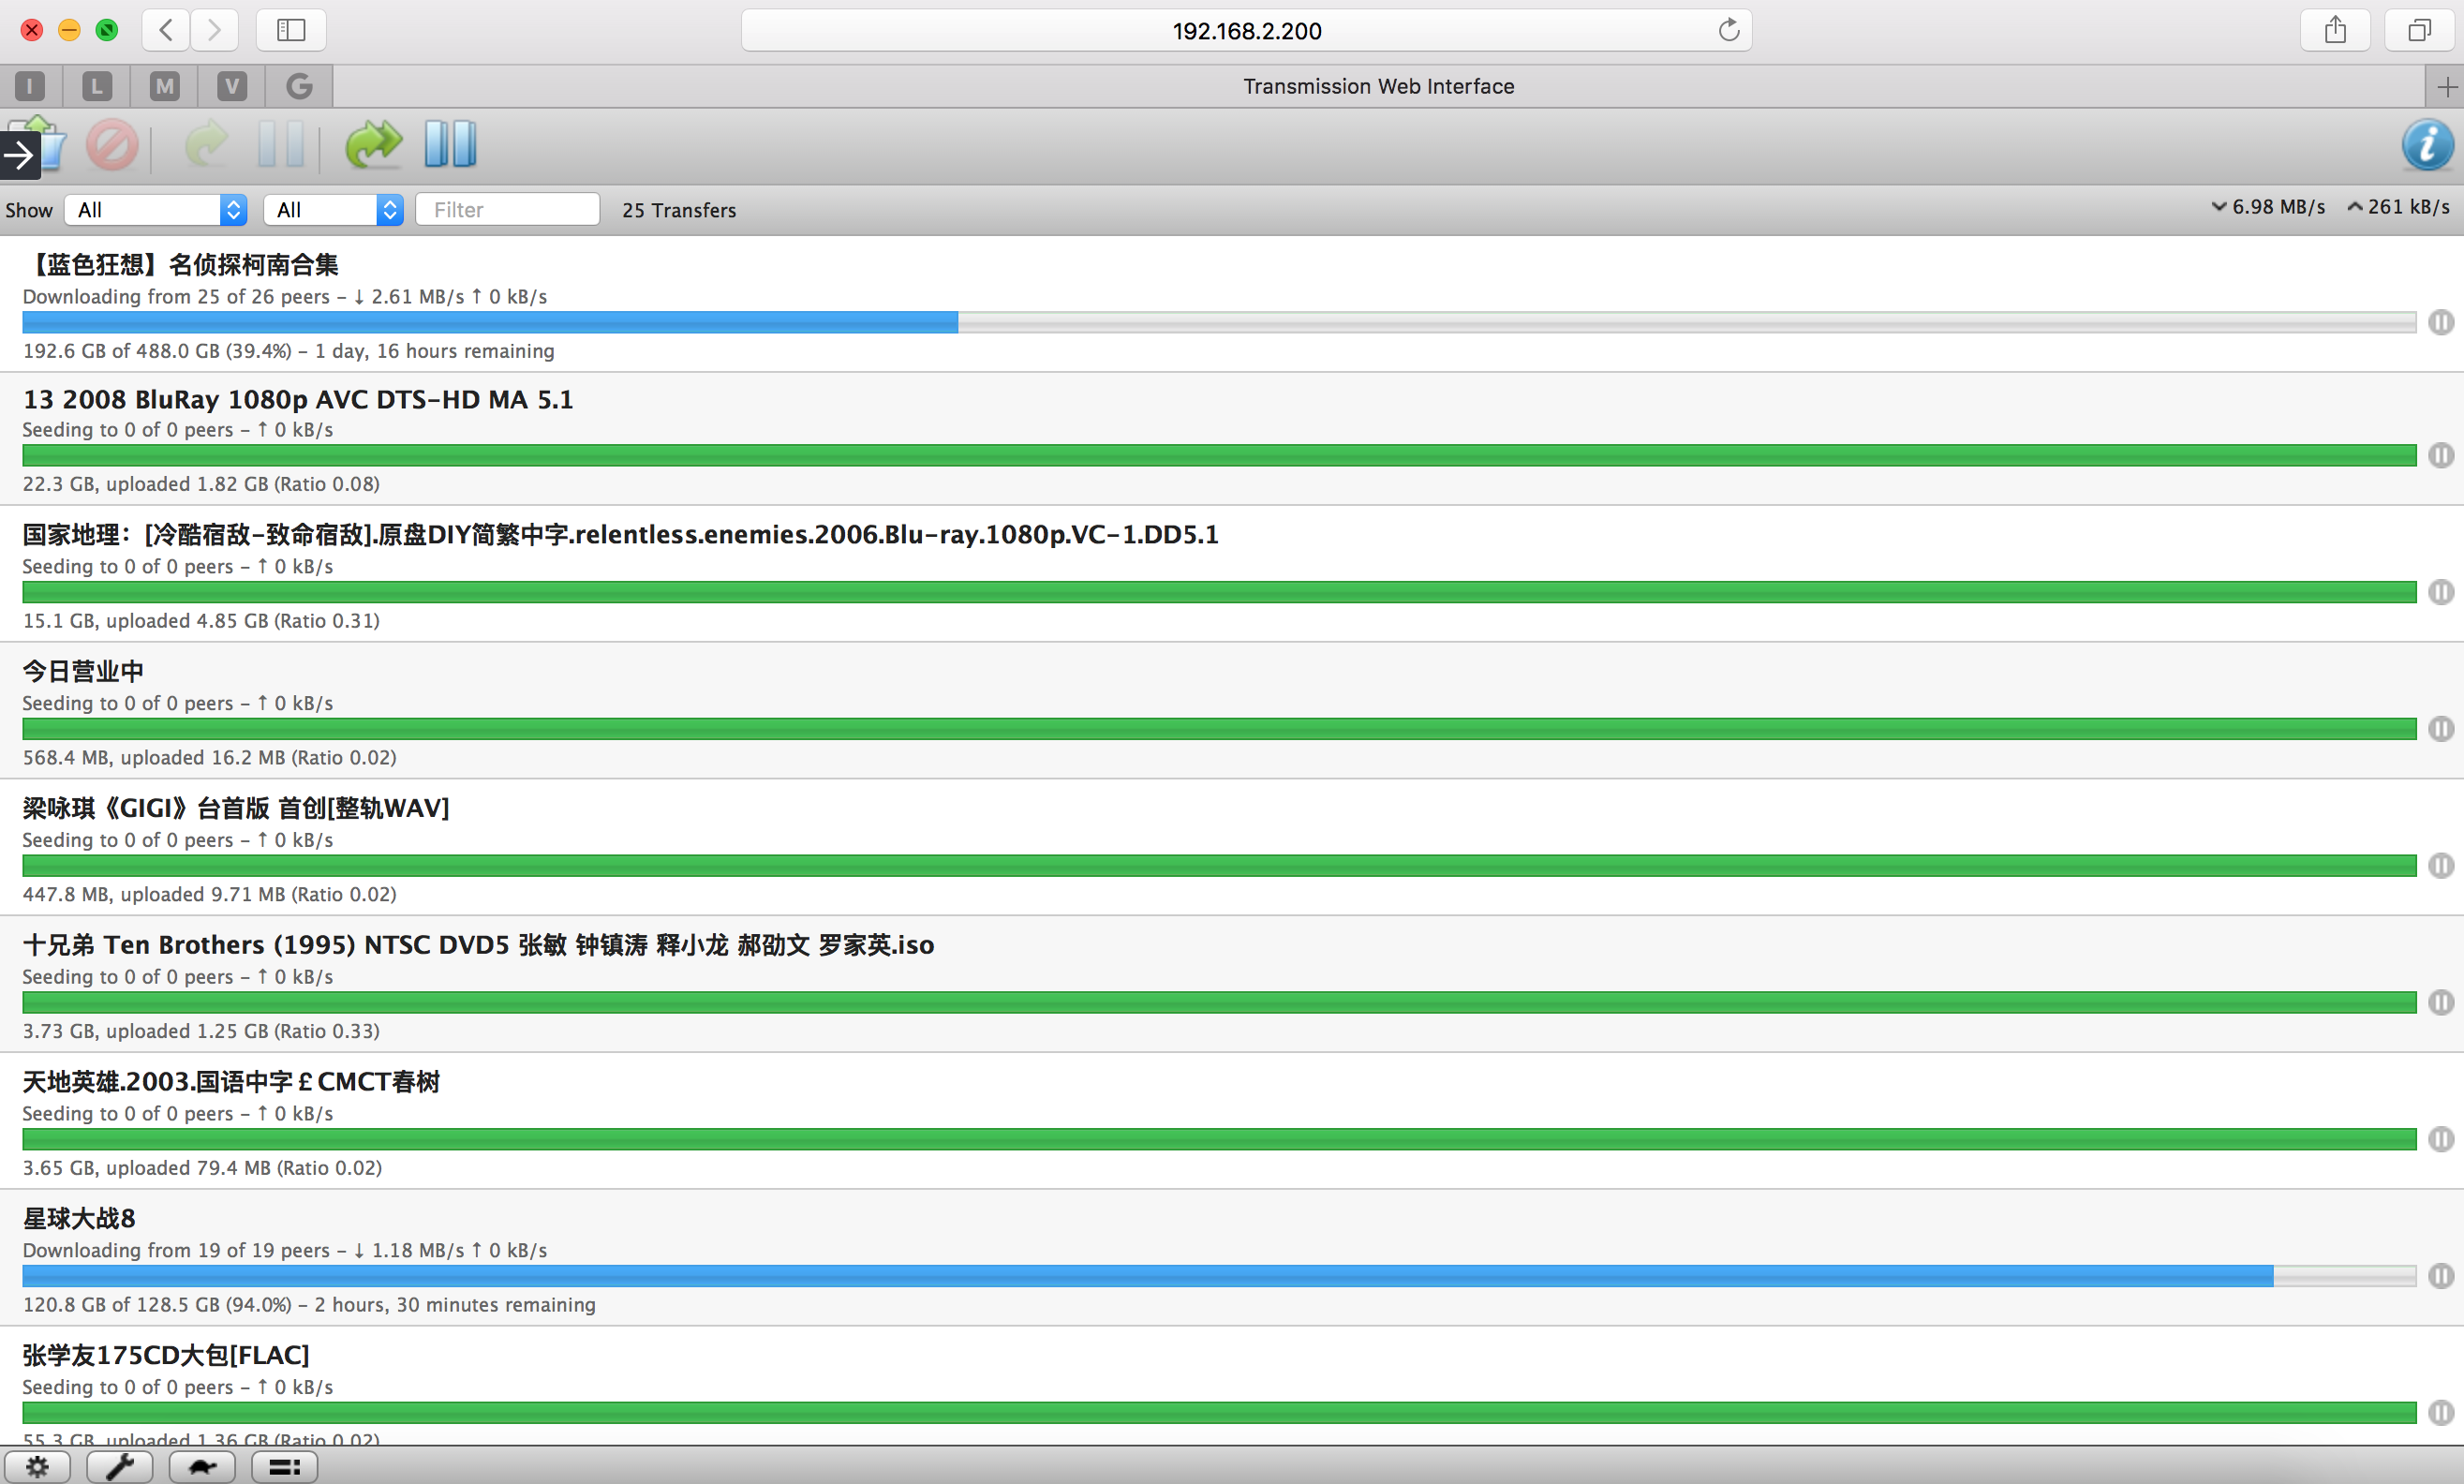 192.168.2.200
I L M V G Transmission Web Interface
Show All All Filter 25 Transfers 6.98 MB/s 261 kB/s
【蓝色狂想】名侦探柯南合集
Downloading from 25 of 26 peers – ↓ 2.61 MB/s ↑ 0 kB/s
192.6 GB of 488.0 GB (39.4%) – 1 day, 16 hours remaining
13 2008 BluRay 1080p AVC DTS-HD MA 5.1
Seeding to 0 of 0 peers – ↑ 0 kB/s
22.3 GB, uploaded 1.82 GB (Ratio 0.08)
国家地理：[冷酷宿敌-致命宿敌].原盘DIY简繁中字.relentless.enemies.2006.Blu-ray.1080p.VC-1.DD5.1
Seeding to 0 of 0 peers – ↑ 0 kB/s
15.1 GB, uploaded 4.85 GB (Ratio 0.31)
今日营业中
Seeding to 0 of 0 peers – ↑ 0 kB/s
568.4 MB, uploaded 16.2 MB (Ratio 0.02)
梁咏琪《GIGI》台首版 首创[整轨WAV]
Seeding to 0 of 0 peers – ↑ 0 kB/s
447.8 MB, uploaded 9.71 MB (Ratio 0.02)
十兄弟 Ten Brothers (1995) NTSC DVD5 张敏 钟镇涛 释小龙 郝劭文 罗家英.iso
Seeding to 0 of 0 peers – ↑ 0 kB/s
3.73 GB, uploaded 1.25 GB (Ratio 0.33)
天地英雄.2003.国语中字￡CMCT春树
Seeding to 0 of 0 peers – ↑ 0 kB/s
3.65 GB, uploaded 79.4 MB (Ratio 0.02)
星球大战8
Downloading from 19 of 19 peers – ↓ 1.18 MB/s ↑ 0 kB/s
120.8 GB of 128.5 GB (94.0%) – 2 hours, 30 minutes remaining
张学友175CD大包[FLAC]
Seeding to 0 of 0 peers – ↑ 0 kB/s
55.3 GB, uploaded 1.36 GB (Ratio 0.02)